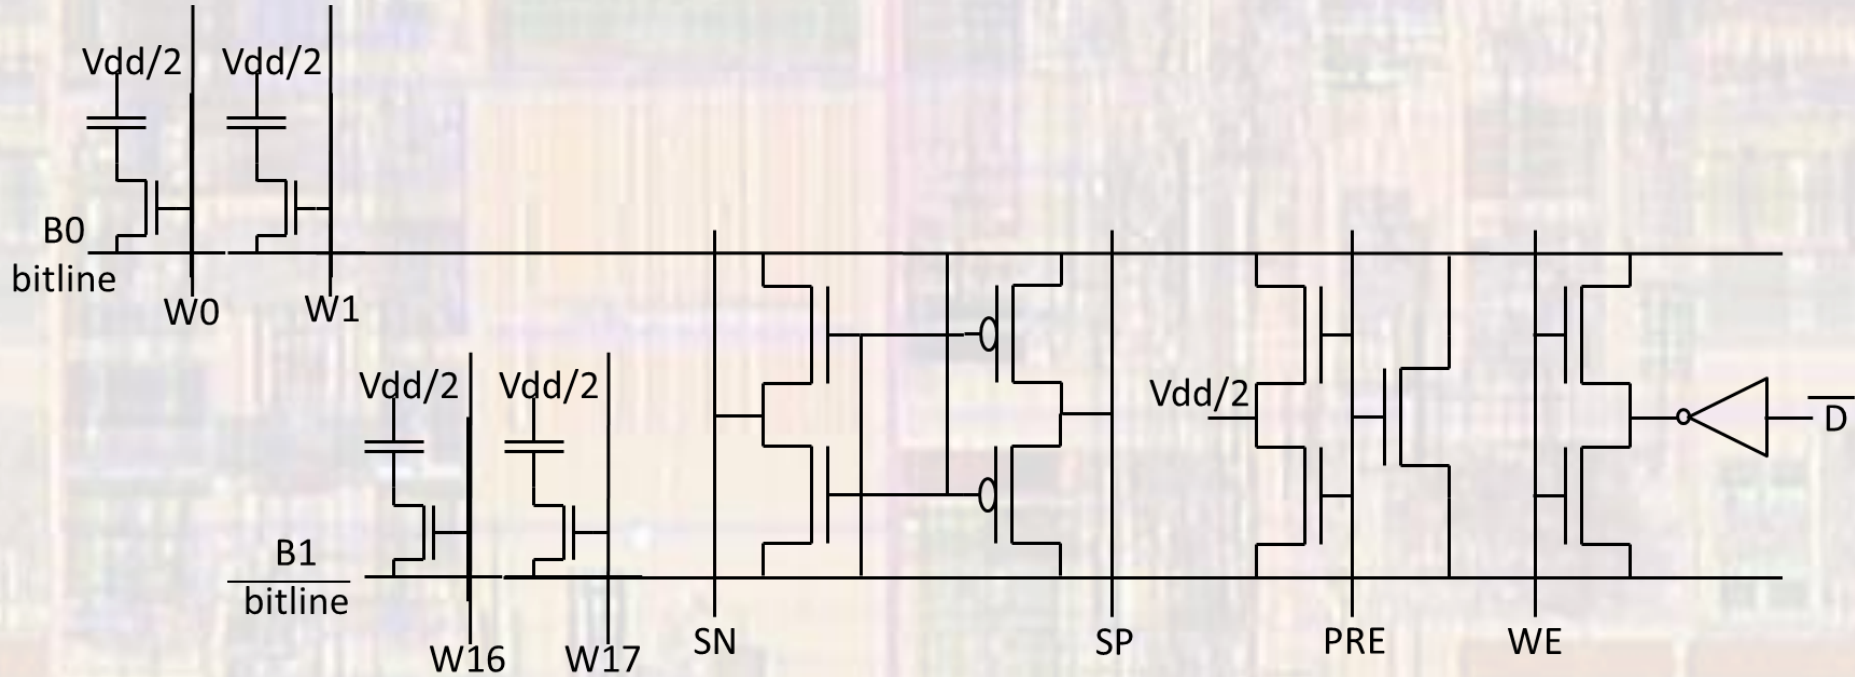 Vdd/2 Vdd/2
B0
bitline
W0 W1
Vdd/2 Vdd/2
Vdd/2
D
B1
bitline
W16 W17
SN SP PRE WE